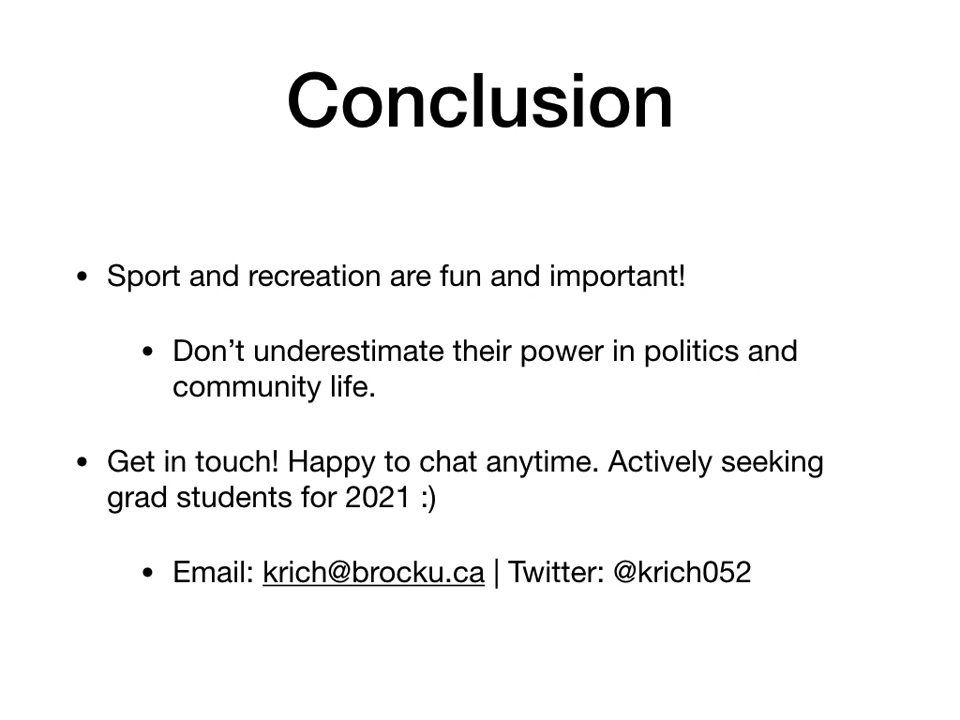 Conclusion
• Sport and recreation are fun and important!
• Don’t underestimate their power in politics and
community life.
• Get in touch! Happy to chat anytime. Actively seeking
grad students for 2021 :)
• Email: krich@brocku.ca | Twitter: @krich052